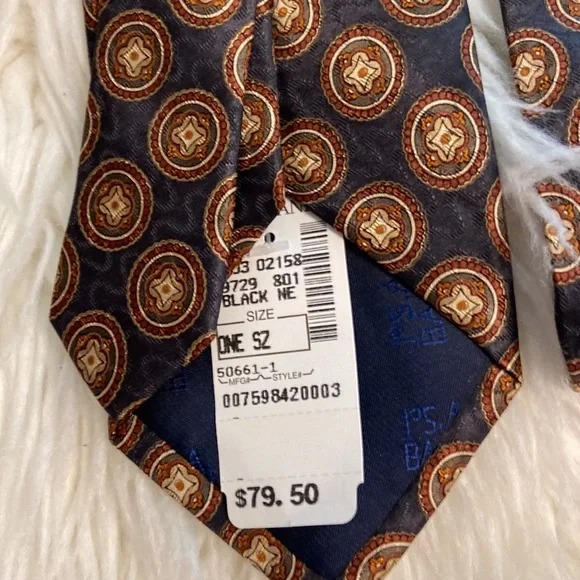 03 02158
9729 801
BLACK NE
SIZE
ONE SZ
50661-1
MFG# STYLE#
007598420003
$79.50